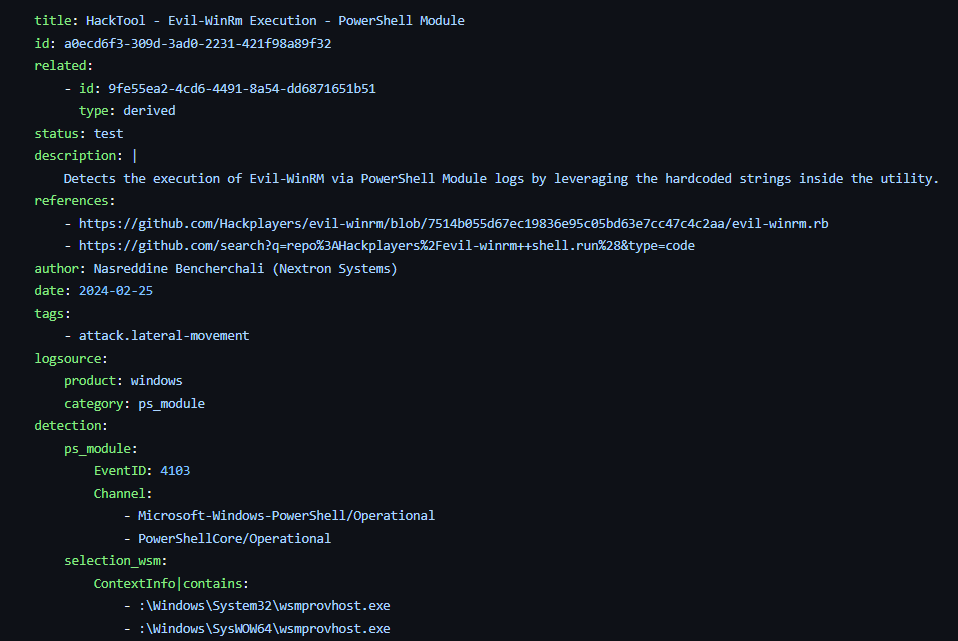 title: HackTool - Evil-WinRm Execution - PowerShell Module
id: a0ecd6f3-309d-3ad0-2231-421f98a89f32
related:
    - id: 9fe55ea2-4cd6-4491-8a54-dd6871651b51
      type: derived
status: test
description: |
    Detects the execution of Evil-WinRM via PowerShell Module logs by leveraging the hardcoded strings inside the utility.
references:
    - https://github.com/Hackplayers/evil-winrm/blob/7514b055d67ec19836e95c05bd63e7cc47c4c2aa/evil-winrm.rb
    - https://github.com/search?q=repo%3AHackplayers%2Fevil-winrm++shell.run%28&type=code
author: Nasreddine Bencherchali (Nextron Systems)
date: 2024-02-25
tags:
    - attack.lateral-movement
logsource:
    product: windows
    category: ps_module
detection:
    ps_module:
        EventID: 4103
        Channel:
            - Microsoft-Windows-PowerShell/Operational
            - PowerShellCore/Operational
    selection_wsm:
        ContextInfo|contains:
            - :\Windows\System32\wsmprovhost.exe
            - :\Windows\SysWOW64\wsmprovhost.exe